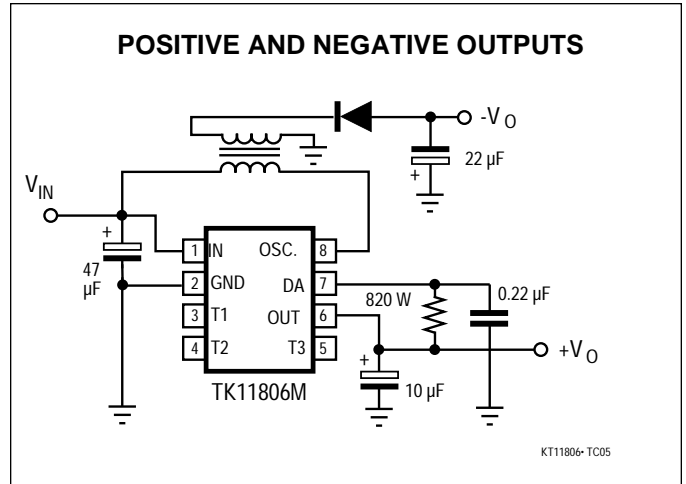 POSITIVE AND NEGATIVE OUTPUTS
-V O
22 µF
+
V IN
+
47
µF
1 IN OSC. 8
2 GND DA 7
3 T1 OUT 6
4 T2 T3 5
TK11806M
820 W
0.22 µF
+V O
+
10 µF
KT11806• TC05